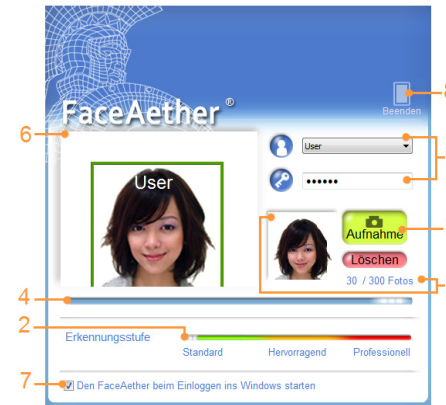 FaceAether®
Beenden
8
6
User
User
••••••
Aufnahme
Löschen
30 / 300 Fotos
4
2
Erkennungsstufe
Standard Hervorragend Professionell
7
Den FaceAether beim Einloggen ins Windows starten